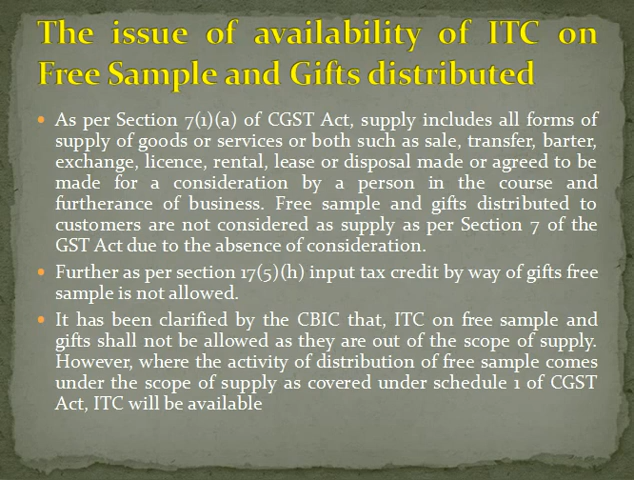 The issue of availability of ITC on
Free Sample and Gifts distributed
• As per Section 7(1)(a) of CGST Act, supply includes all forms of
supply of goods or services or both such as sale, transfer, barter,
exchange, licence, rental, lease or disposal made or agreed to be
made for a consideration by a person in the course and
furtherance of business. Free sample and gifts distributed to
customers are not considered as supply as per Section 7 of the
GST Act due to the absence of consideration.
• Further as per section 17(5)(h) input tax credit by way of gifts free
sample is not allowed.
• It has been clarified by the CBIC that, ITC on free sample and
gifts shall not be allowed as they are out of the scope of supply.
However, where the activity of distribution of free sample comes
under the scope of supply as covered under schedule 1 of CGST
Act, ITC will be available